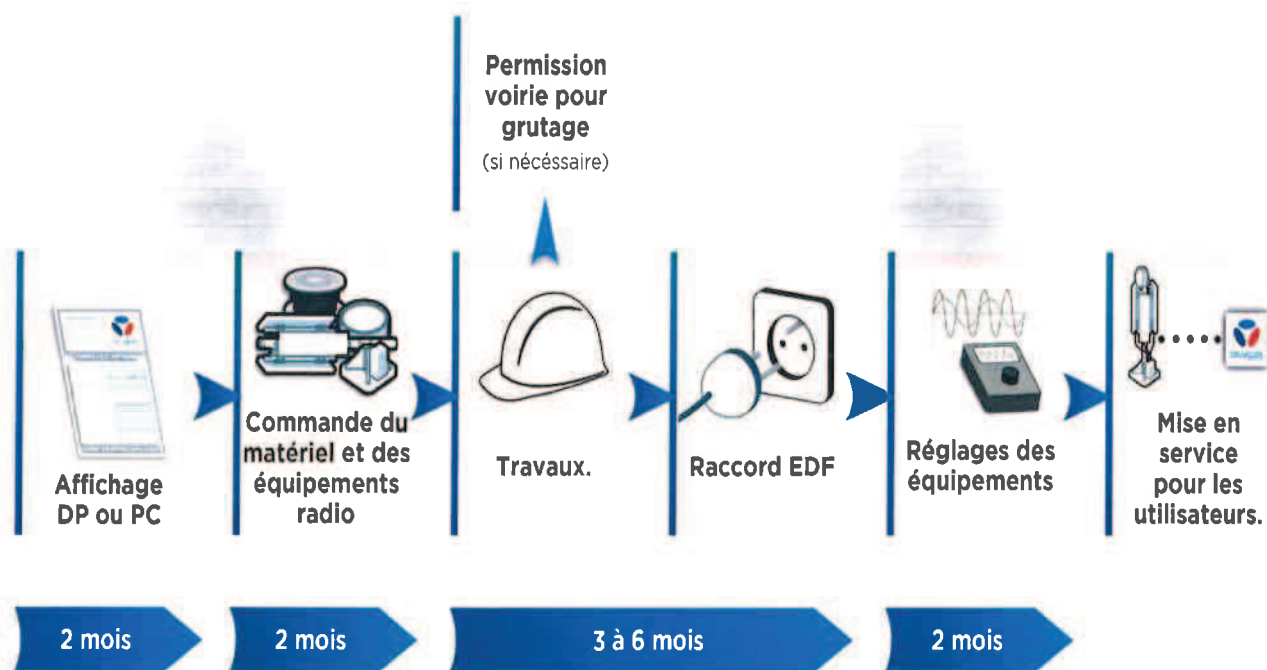 Permission
voirie pour
grutage
(si nécéssaire)
Affichage
DP ou PC
Commande du
matériel et des
équipements
radio
Travaux.
Raccord EDF
Réglages des
équipements
Mise en
service
pour les
utilisateurs.
2 mois
2 mois
3 à 6 mois
2 mois